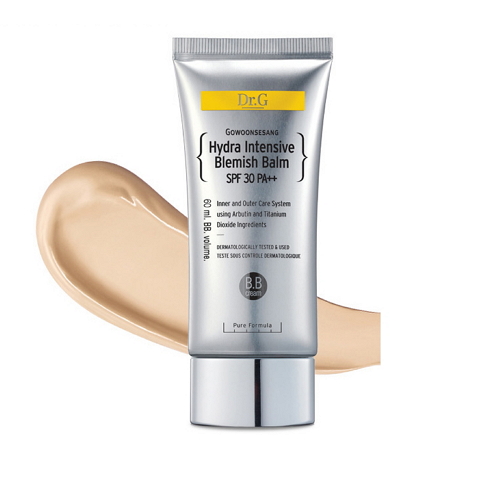 Dr.G
GOWOONSESANG
Hydra Intensive
Blemish Balm
SPF 30 PA++
Inner and Outer Care System
using Arbutin and Titanium
Dioxide Ingredients
DERMATOLOGICALLY TESTED & USED
TESTE SOUS CONTROLE DERMATOLOGIQUE
60 ml. BB. volume.
B.B
cream
Pure Formula